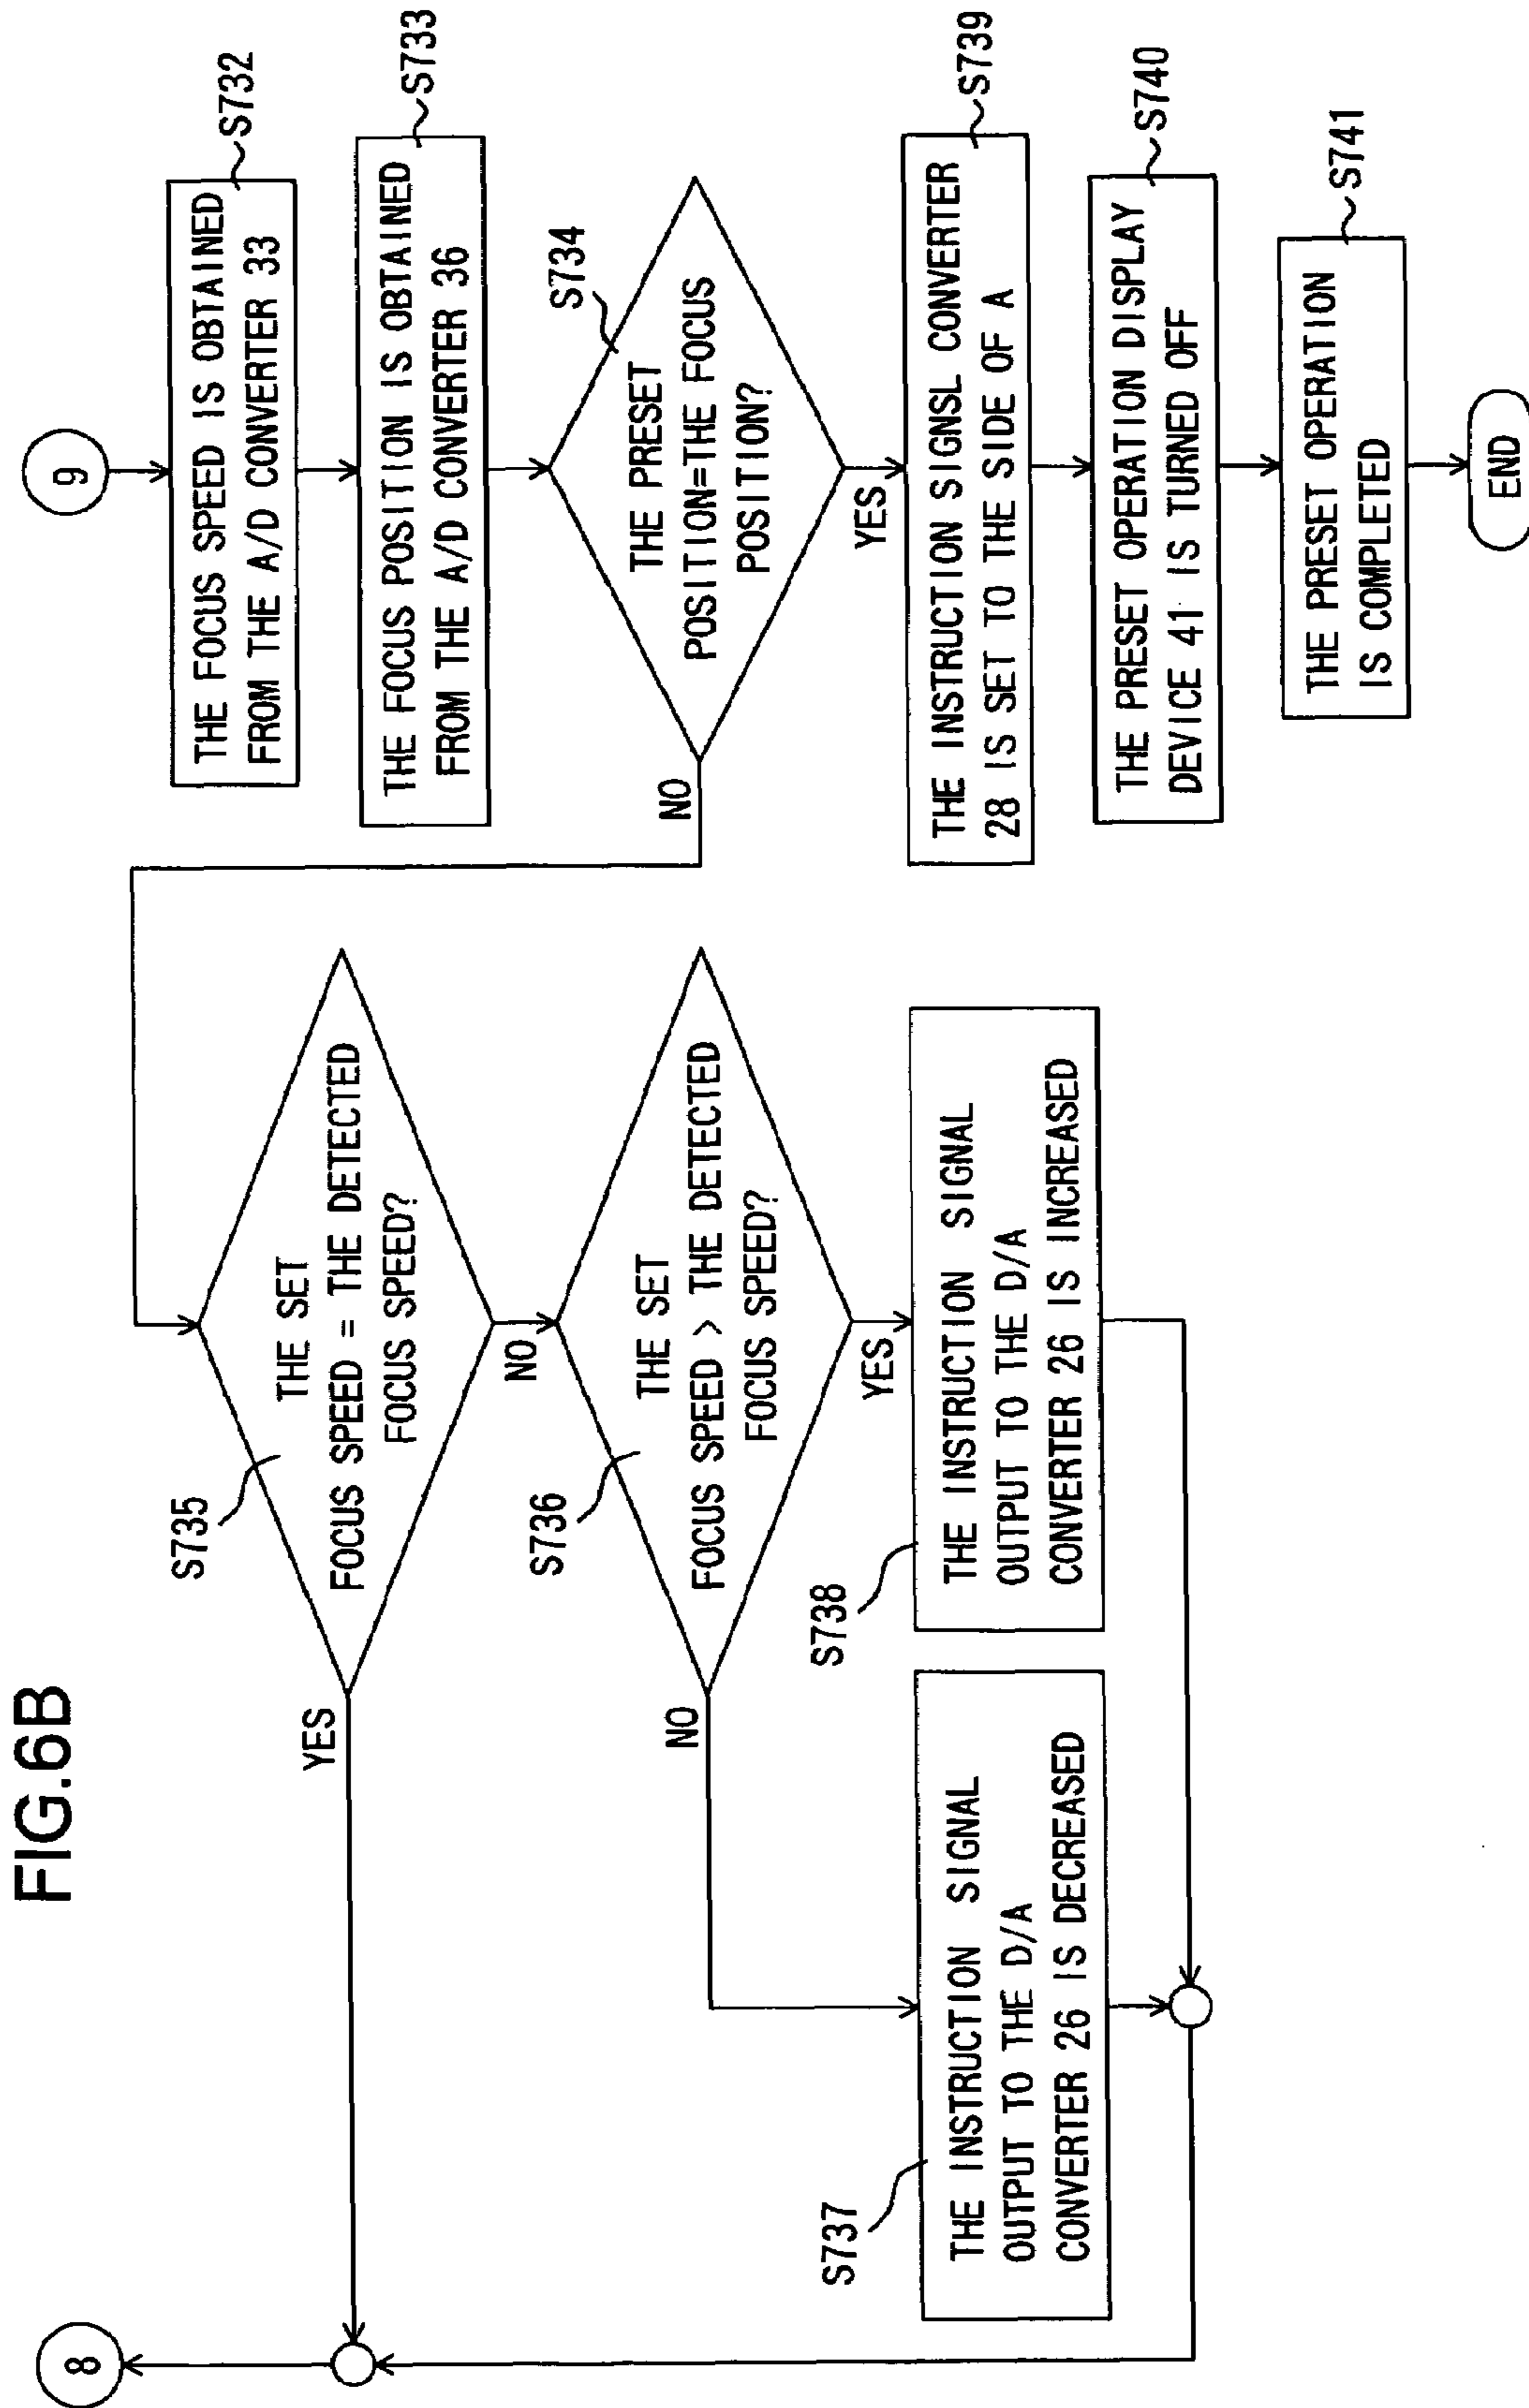 FIG.6B
9
THE FOCUS SPEED IS OBTAINED
FROM THE A/D CONVERTER 33
S732
THE FOCUS POSITION IS OBTAINED
FROM THE A/D CONVERTER 36
S733
S734
THE PRESET
POSITION=THE FOCUS
POSITION?
NO
YES
THE INSTRUCTION SIGNSL CONVERTER
28 IS SET TO THE SIDE OF A
S739
THE PRESET OPERATION DISPLAY
DEVICE 41 IS TURNED OFF
S740
THE PRESET OPERATION
IS COMPLETED
S741
END
S735
THE SET
FOCUS SPEED = THE DETECTED
FOCUS SPEED?
YES
NO
S736
THE SET
FOCUS SPEED > THE DETECTED
FOCUS SPEED?
NO
YES
S738
THE INSTRUCTION SIGNAL
OUTPUT TO THE D/A
CONVERTER 26 IS INCREASED
S737
THE INSTRUCTION SIGNAL
OUTPUT TO THE D/A
CONVERTER 26 IS DECREASED
8